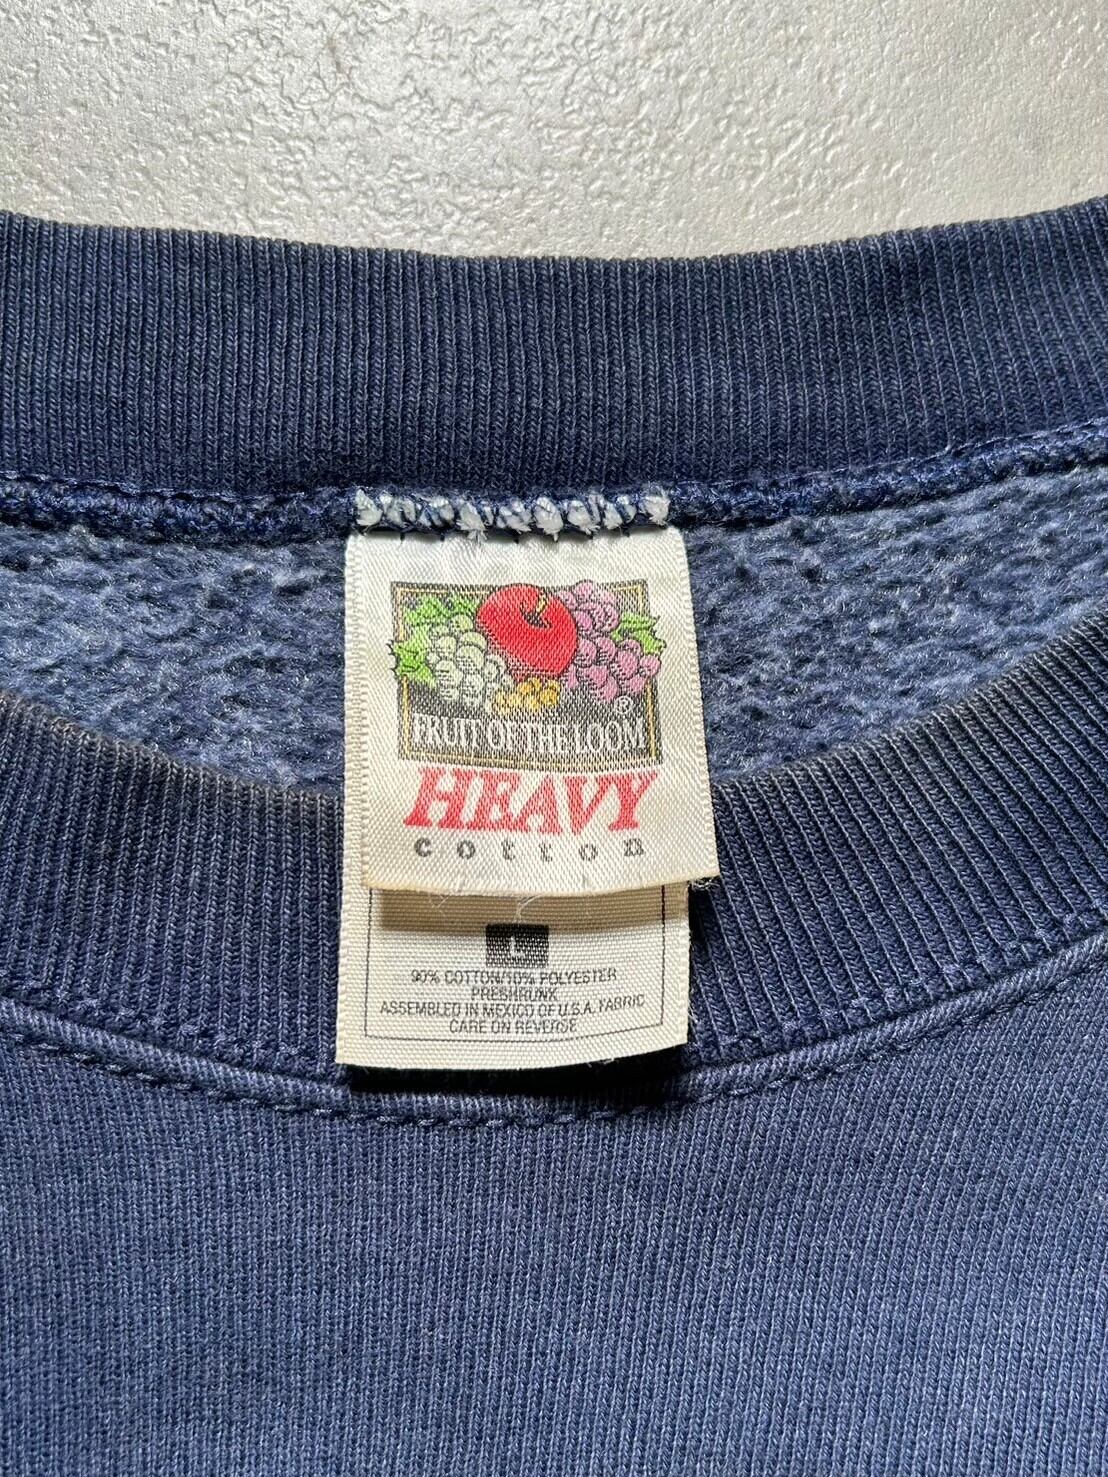 ®
FRUIT OF THE LOOM
HEAVY
cotton
L
90% COTTON/10% POLYESTER
PRESHRUNK
ASSEMBLED IN MEXICO OF U.S.A. FABRIC
CARE ON REVERSE